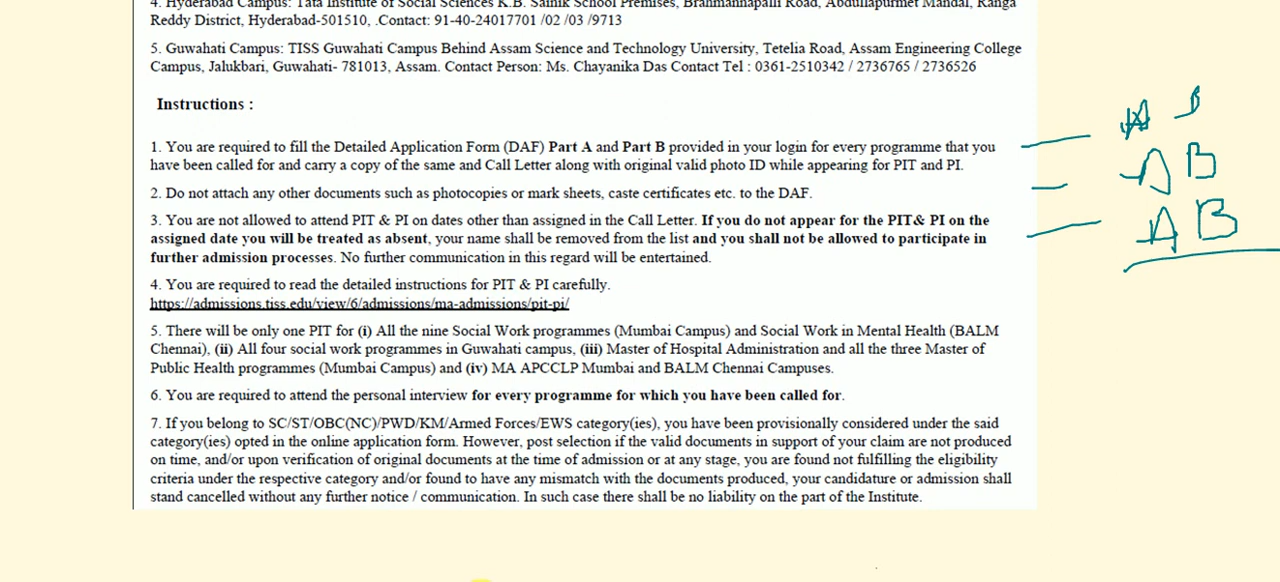 4. Hyderabad Campus: Tata Institute of Social Sciences K.B. Sainik School Premises, Brahmannapalli Road, Abdullapurmet Mandal, Ranga
Reddy District, Hyderabad-501510, .Contact: 91-40-24017701 /02 /03 /9713
5. Guwahati Campus: TISS Guwahati Campus Behind Assam Science and Technology University, Tetelia Road, Assam Engineering College
Campus, Jalukbari, Guwahati- 781013, Assam. Contact Person: Ms. Chayanika Das Contact Tel : 0361-2510342 / 2736765 / 2736526
Instructions :
A B
1. You are required to fill the Detailed Application Form (DAF) Part A and Part B provided in your login for every programme that you
have been called for and carry a copy of the same and Call Letter along with original valid photo ID while appearing for PIT and PI.
A B
2. Do not attach any other documents such as photocopies or mark sheets, caste certificates etc. to the DAF.
3. You are not allowed to attend PIT & PI on dates other than assigned in the Call Letter. If you do not appear for the PIT& PI on the
A B
assigned date you will be treated as absent, your name shall be removed from the list and you shall not be allowed to participate in
further admission processes. No further communication in this regard will be entertained.
4. You are required to read the detailed instructions for PIT & PI carefully.
https://admissions.tiss.edu/view/6/admissions/ma-admissions/pit-pi/
5. There will be only one PIT for (i) All the nine Social Work programmes (Mumbai Campus) and Social Work in Mental Health (BALM
Chennai), (ii) All four social work programmes in Guwahati campus, (iii) Master of Hospital Administration and all the three Master of
Public Health programmes (Mumbai Campus) and (iv) MA APCCLP Mumbai and BALM Chennai Campuses.
6. You are required to attend the personal interview for every programme for which you have been called for.
7. If you belong to SC/ST/OBC(NC)/PWD/KM/Armed Forces/EWS category(ies), you have been provisionally considered under the said
category(ies) opted in the online application form. However, post selection if the valid documents in support of your claim are not produced
on time, and/or upon verification of original documents at the time of admission or at any stage, you are found not fulfilling the eligibility
criteria under the respective category and/or found to have any mismatch with the documents produced, your candidature or admission shall
stand cancelled without any further notice / communication. In such case there shall be no liability on the part of the Institute.